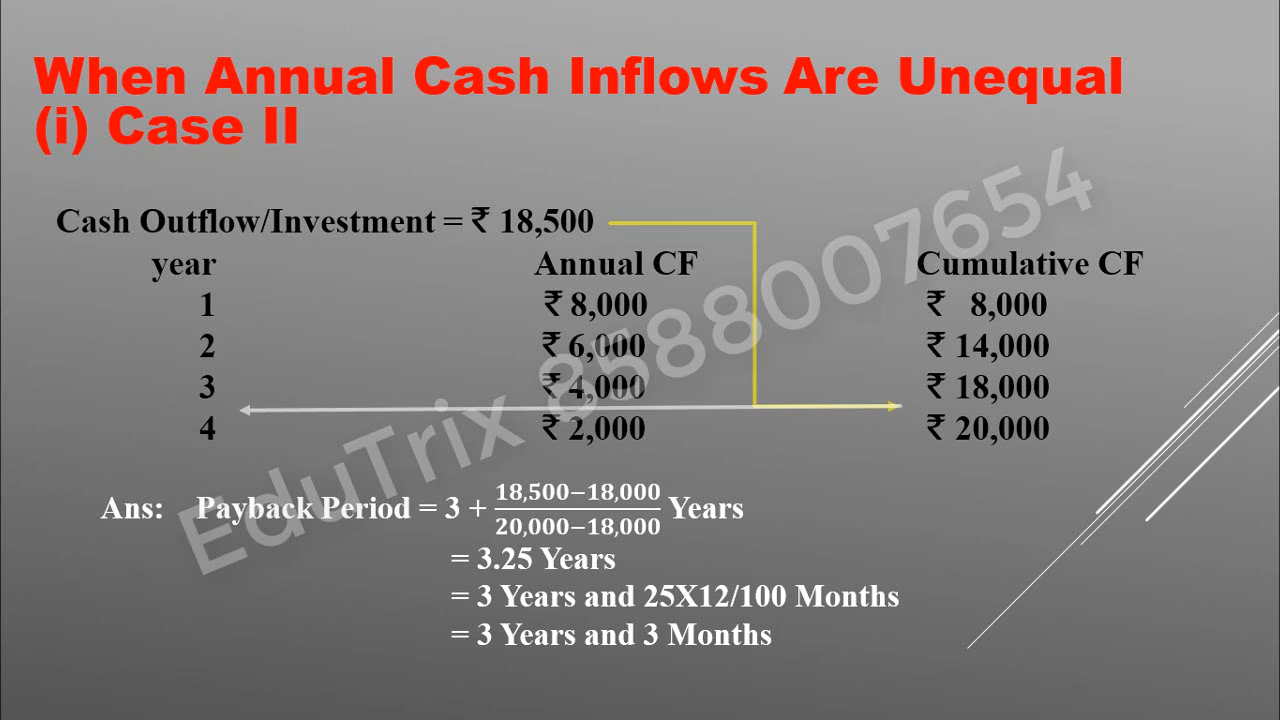 When Annual Cash Inflows Are Unequal
(i) Case II
Cash Outflow/Investment = ₹ 18,500
year Annual CF Cumulative CF
1 ₹ 8,000 ₹ 8,000
2 ₹ 6,000 ₹ 14,000
3 ₹ 4,000 ₹ 18,000
4 ₹ 2,000 ₹ 20,000
EduTrix 8588007654
Ans: Payback Period = 3 + 18,500−18,000 / 20,000−18,000 Years
= 3.25 Years
= 3 Years and 25X12/100 Months
= 3 Years and 3 Months